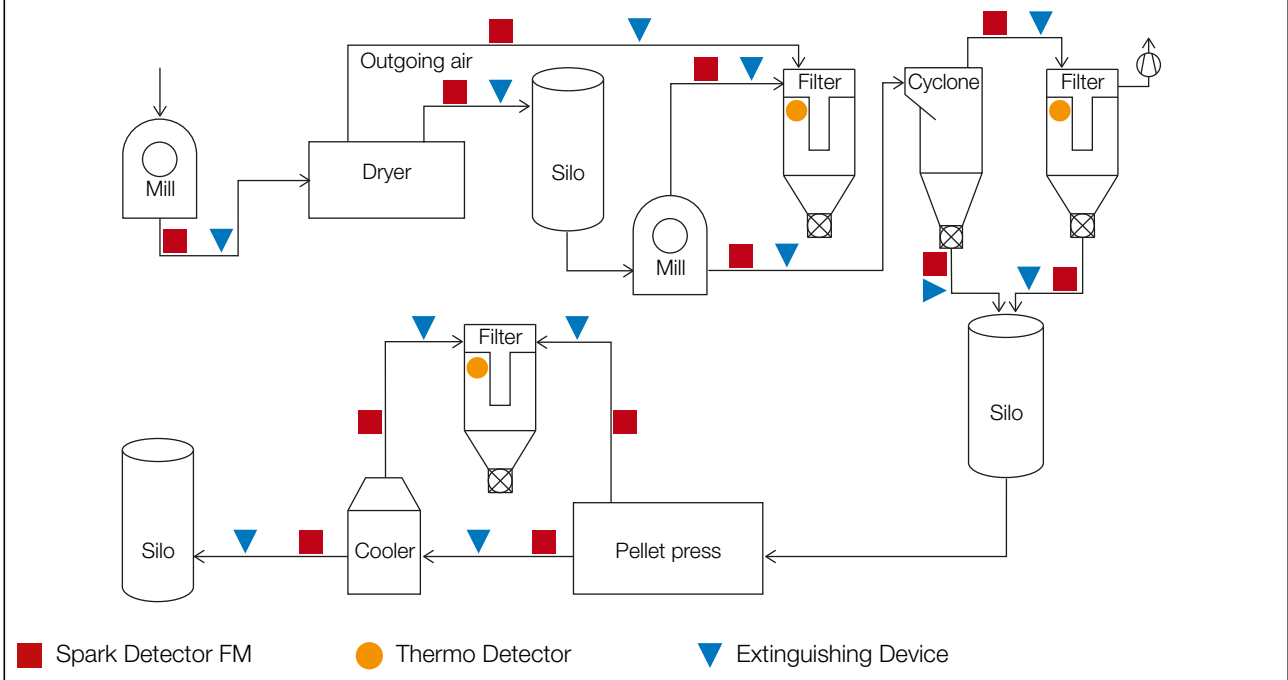 Outgoing air
Filter
Cyclone
Filter
Mill
Dryer
Silo
Mill
Filter
Silo
Silo
Cooler
Pellet press
Spark Detector FM
Thermo Detector
Extinguishing Device